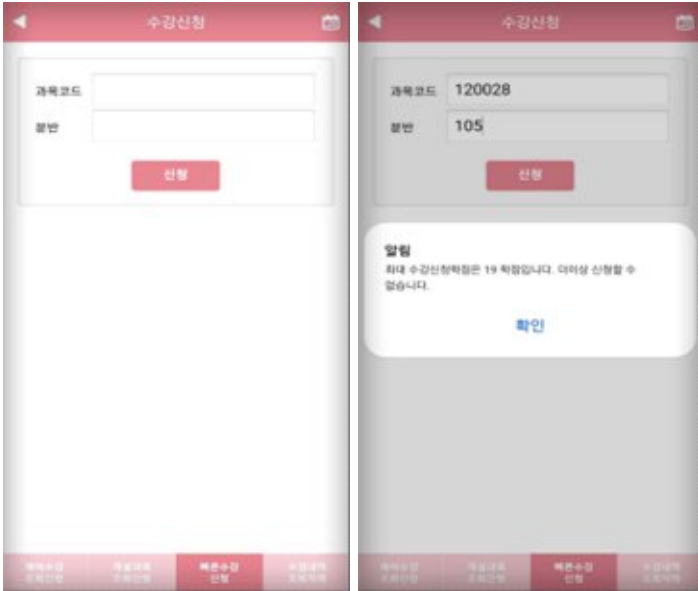 수강신청
과목코드
분반
신청
빠른수강
신청
수강신청
과목코드 120028
분반 105
신청
알림
최대 수강신청학점은 19 학점입니다. 더이상 신청할 수
없습니다.
확인
빠른수강
신청